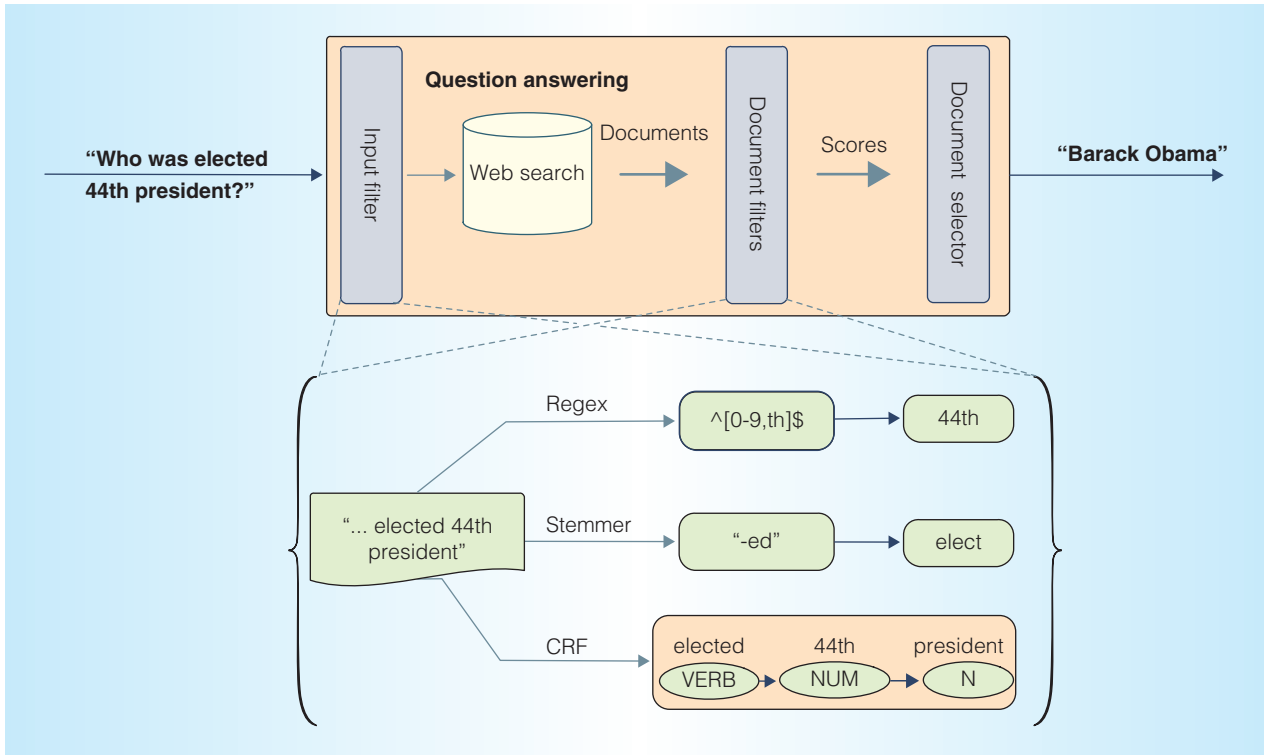 Question answering
“Who was elected
44th president?”
Input filter
Web search
Documents
Document filters
Scores
Document selector
“Barack Obama”
Regex
^[0-9,th]$
44th
“... elected 44th
president”
Stemmer
“-ed”
elect
CRF
elected 44th president
VERB NUM N